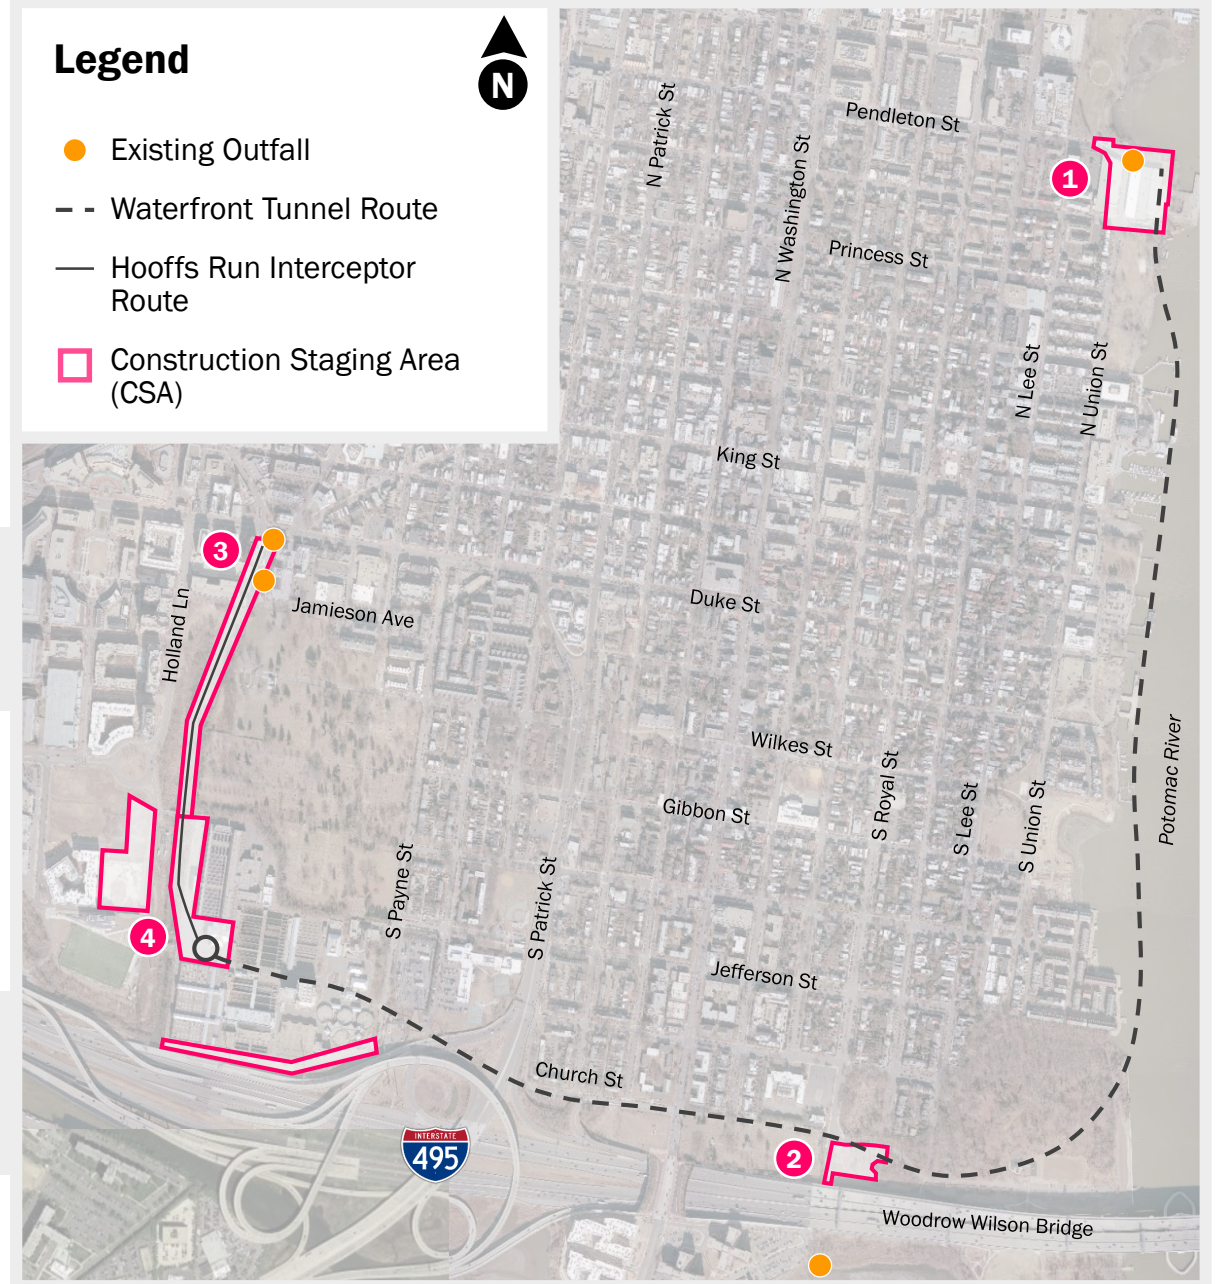 Legend
N
Existing Outfall
Waterfront Tunnel Route
Hooffs Run Interceptor
Route
Construction Staging Area
(CSA)
N Patrick St
Pendleton St
N Washington St
1
Princess St
N Lee St
N Union St
King St
3
Holland Ln
Jamieson Ave
Duke St
Wilkes St
Potomac River
S Royal St
Gibbon St
S Lee St
S Union St
S Payne St
S Patrick St
4
Jefferson St
Church St
INTERSTATE
495
2
Woodrow Wilson Bridge